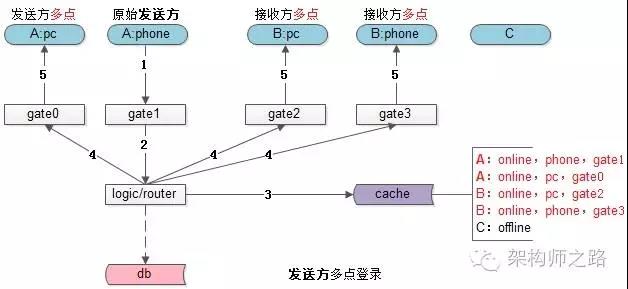 发送方多点
原始发送方
接收方多点
接收方多点
A:pc
A:phone
B:pc
B:phone
C
5
1
5
5
gate0
gate1
gate2
gate3
2
4
4
4
logic/router
3
cache
A：online，phone，gate1
A：online，pc，gate0
B：online，pc，gate2
B：online，phone，gate3
C：offline
db
发送方多点登录
架构师之路